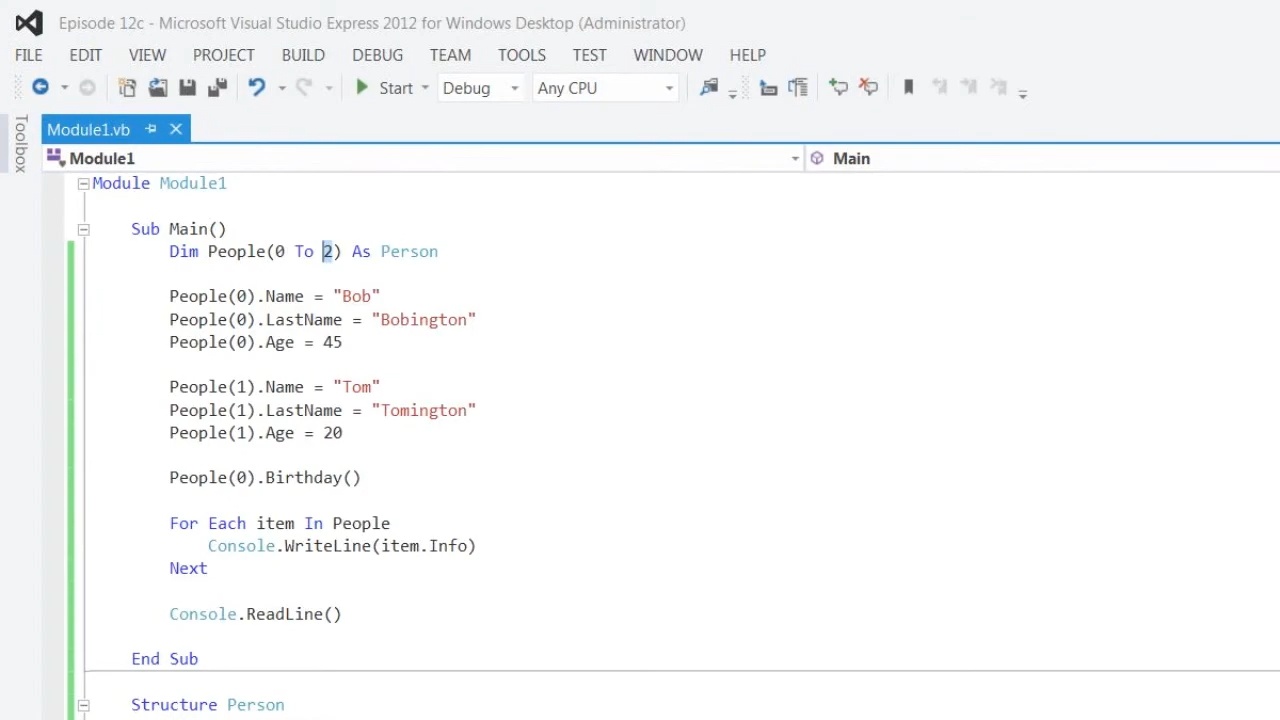 Episode 12c - Microsoft Visual Studio Express 2012 for Windows Desktop (Administrator)
FILE EDIT VIEW PROJECT BUILD DEBUG TEAM TOOLS TEST WINDOW HELP
Start Debug Any CPU
Toolbox
Module1.vb
Module1 Main
Module Module1
Sub Main()
Dim People(0 To 2) As Person
People(0).Name = "Bob"
People(0).LastName = "Bobington"
People(0).Age = 45
People(1).Name = "Tom"
People(1).LastName = "Tomington"
People(1).Age = 20
People(0).Birthday()
For Each item In People
Console.WriteLine(item.Info)
Next
Console.ReadLine()
End Sub
Structure Person